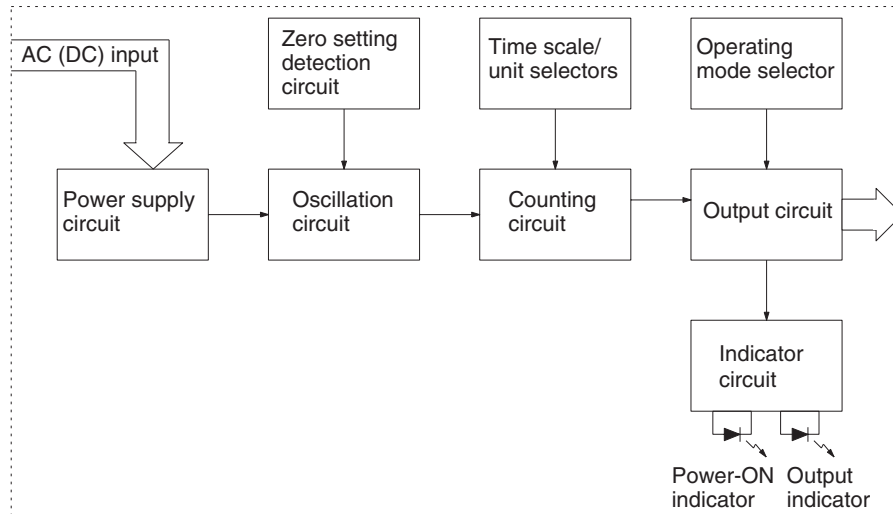 AC (DC) input
Zero setting
detection
circuit
Time scale/
unit selectors
Operating
mode selector
Power supply
circuit
Oscillation
circuit
Counting
circuit
Output circuit
Indicator
circuit
Power-ON
indicator
Output
indicator